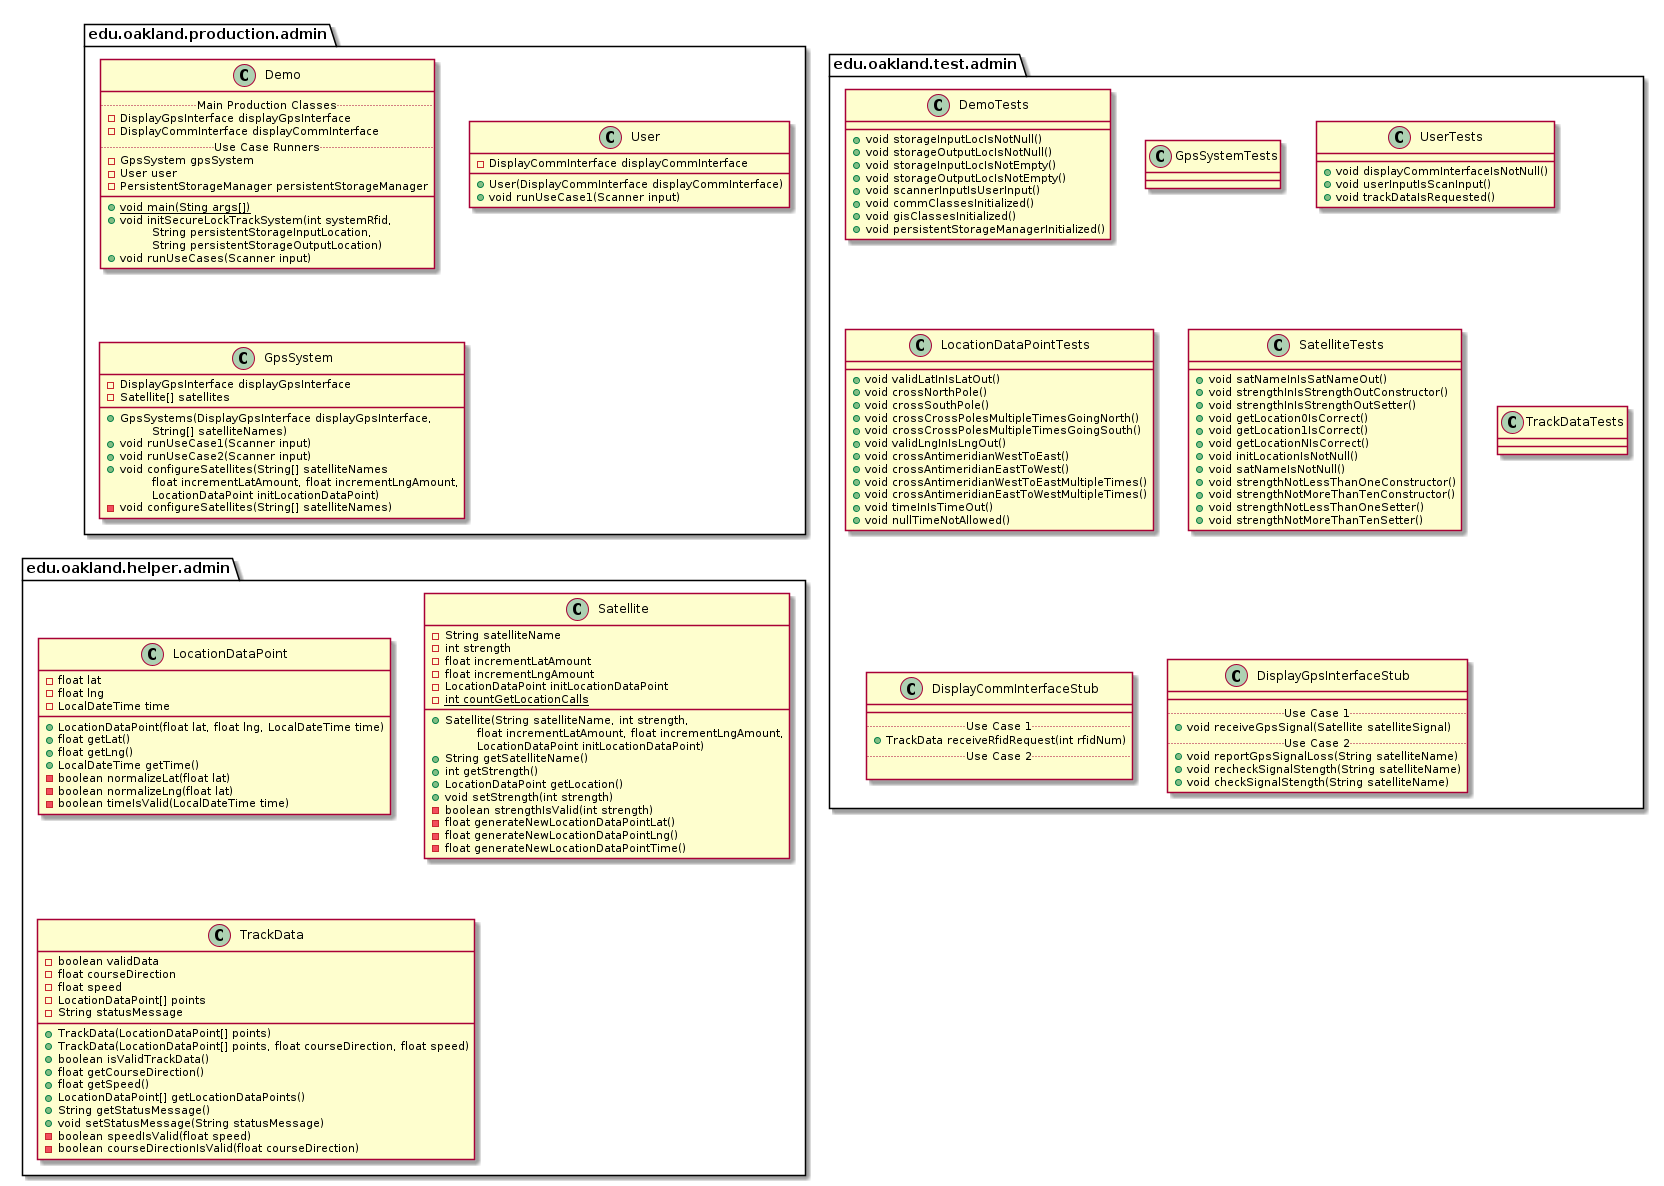 edu.oakland.production.admin
C Demo
Main Production Classes
DisplayGpsInterface displayGpsInterface
DisplayCommInterface displayCommInterface
Use Case Runners
GpsSystem gpsSystem
User user
PersistentStorageManager persistentStorageManager
void main(Sting args[])
void initSecureLockTrackSystem(int systemRfid,
String persistentStorageInputLocation,
String persistentStorageOutputLocation)
void runUseCases(Scanner input)
C User
DisplayCommInterface displayCommInterface
User(DisplayCommInterface displayCommInterface)
void runUseCase1(Scanner input)
C GpsSystem
DisplayGpsInterface displayGpsInterface
Satellite[] satellites
GpsSystems(DisplayGpsInterface displayGpsInterface,
String[] satelliteNames)
void runUseCase1(Scanner input)
void runUseCase2(Scanner input)
void configureSatellites(String[] satelliteNames
float incrementLatAmount, float incrementLngAmount,
LocationDataPoint initLocationDataPoint)
void configureSatellites(String[] satelliteNames)
edu.oakland.test.admin
C DemoTests
void storageInputLocIsNotNull()
void storageOutputLocIsNotNull()
void storageInputLocIsNotEmpty()
void storageOutputLocIsNotEmpty()
void scannerInputIsUserInput()
void commClassesInitialized()
void gisClassesInitialized()
void persistentStorageManagerInitialized()
C GpsSystemTests
C UserTests
void displayCommInterfaceIsNotNull()
void userInputIsScanInput()
void trackDataIsRequested()
C LocationDataPointTests
void validLatInIsLatOut()
void crossNorthPole()
void crossSouthPole()
void crossCrossPolesMultipleTimesGoingNorth()
void crossCrossPolesMultipleTimesGoingSouth()
void validLngInIsLngOut()
void crossAntimeridianWestToEast()
void crossAntimeridianEastToWest()
void crossAntimeridianWestToEastMultipleTimes()
void crossAntimeridianEastToWestMultipleTimes()
void timeInIsTimeOut()
void nullTimeNotAllowed()
C SatelliteTests
void satNameInIsSatNameOut()
void strengthInIsStrengthOutConstructor()
void strengthInIsStrengthOutSetter()
void getLocation0IsCorrect()
void getLocation1IsCorrect()
void getLocationNIsCorrect()
void initLocationIsNotNull()
void satNameIsNotNull()
void strengthNotLessThanOneConstructor()
void strengthNotMoreThanTenConstructor()
void strengthNotLessThanOneSetter()
void strengthNotMoreThanTenSetter()
C TrackDataTests
C DisplayCommInterfaceStub
Use Case 1
TrackData receiveRfidRequest(int rfidNum)
Use Case 2
C DisplayGpsInterfaceStub
Use Case 1
void receiveGpsSignal(Satellite satelliteSignal)
Use Case 2
void reportGpsSignalLoss(String satelliteName)
void recheckSignalStength(String satelliteName)
void checkSignalStength(String satelliteName)
edu.oakland.helper.admin
C LocationDataPoint
float lat
float lng
LocalDateTime time
LocationDataPoint(float lat, float lng, LocalDateTime time)
float getLat()
float getLng()
LocalDateTime getTime()
boolean normalizeLat(float lat)
boolean normalizeLng(float lat)
boolean timeIsValid(LocalDateTime time)
C Satellite
String satelliteName
int strength
float incrementLatAmount
float incrementLngAmount
LocationDataPoint initLocationDataPoint
int countGetLocationCalls
Satellite(String satelliteName, int strength,
float incrementLatAmount, float incrementLngAmount,
LocationDataPoint initLocationDataPoint)
String getSatelliteName()
int getStrength()
LocationDataPoint getLocation()
void setStrength(int strength)
boolean strengthIsValid(int strength)
float generateNewLocationDataPointLat()
float generateNewLocationDataPointLng()
float generateNewLocationDataPointTime()
C TrackData
boolean validData
float courseDirection
float speed
LocationDataPoint[] points
String statusMessage
TrackData(LocationDataPoint[] points)
TrackData(LocationDataPoint[] points, float courseDirection, float speed)
boolean isValidTrackData()
float getCourseDirection()
float getSpeed()
LocationDataPoint[] getLocationDataPoints()
String getStatusMessage()
void setStatusMessage(String statusMessage)
boolean speedIsValid(float speed)
boolean courseDirectionIsValid(float courseDirection)